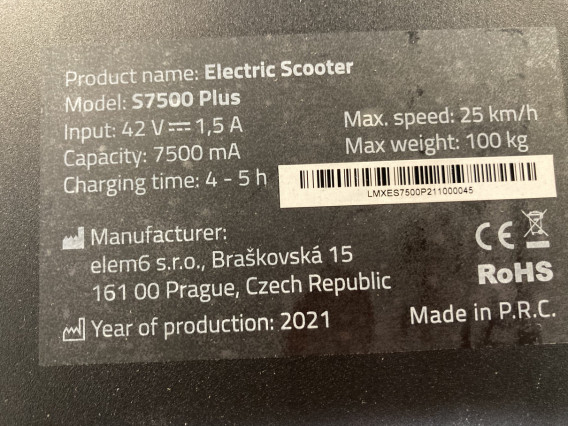 Product name: Electric Scooter
Model: S7500 Plus
Input: 42 V⎓1,5 A
Capacity: 7500 mA
Charging time: 4 - 5 h
Max. speed: 25 km/h
Max weight: 100 kg
LMXES7500P211000045
Manufacturer:
elem6 s.r.o., Braškovská 15
161 00 Prague, Czech Republic
Year of production: 2021
CE
RoHS
Made in P.R.C.